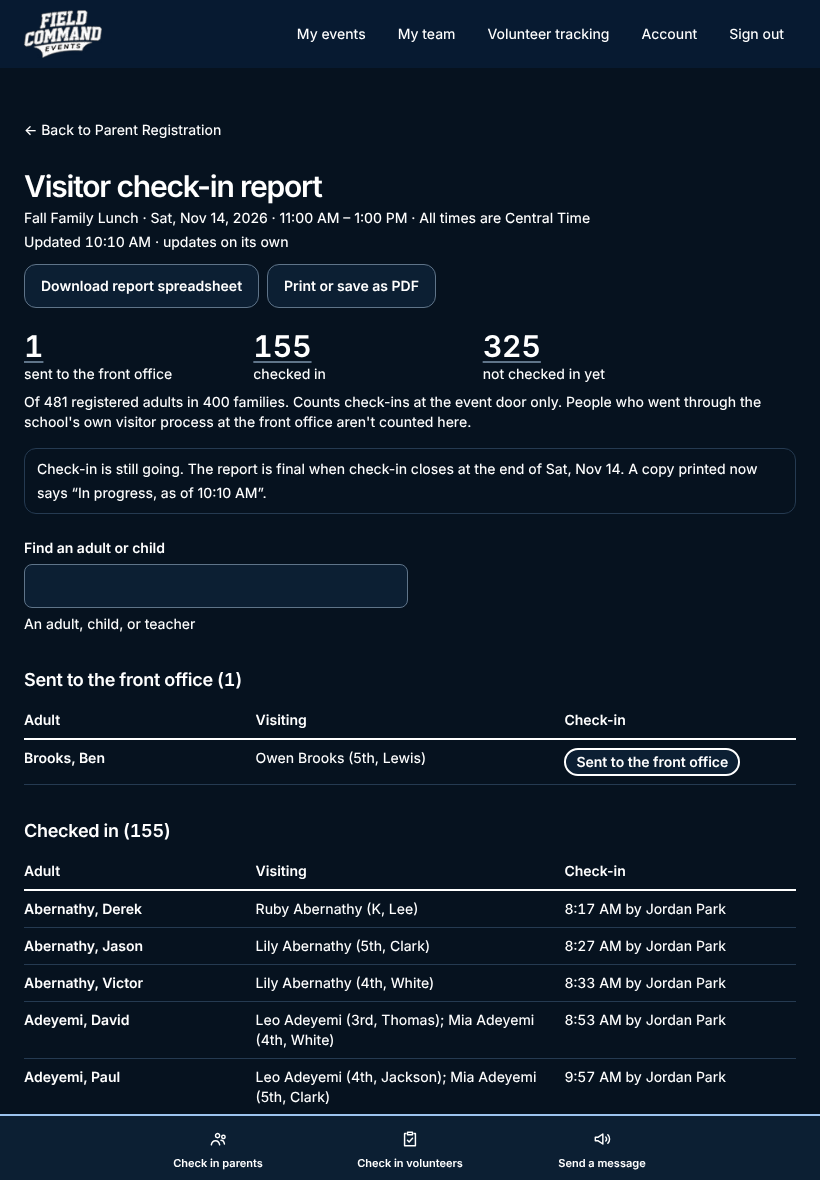 FIELD COMMAND EVENTS
My events My team Volunteer tracking Account Sign out
← Back to Parent Registration
Visitor check-in report
Fall Family Lunch · Sat, Nov 14, 2026 · 11:00 AM – 1:00 PM · All times are Central Time
Updated 10:10 AM · updates on its own
Download report spreadsheet Print or save as PDF
1 155 325
sent to the front office checked in not checked in yet
Of 481 registered adults in 400 families. Counts check-ins at the event door only. People who went through the
school's own visitor process at the front office aren't counted here.
Check-in is still going. The report is final when check-in closes at the end of Sat, Nov 14. A copy printed now
says “In progress, as of 10:10 AM”.
Find an adult or child
An adult, child, or teacher
Sent to the front office (1)
Adult Visiting Check-in
Brooks, Ben Owen Brooks (5th, Lewis) Sent to the front office
Checked in (155)
Adult Visiting Check-in
Abernathy, Derek Ruby Abernathy (K, Lee) 8:17 AM by Jordan Park
Abernathy, Jason Lily Abernathy (5th, Clark) 8:27 AM by Jordan Park
Abernathy, Victor Lily Abernathy (4th, White) 8:33 AM by Jordan Park
Adeyemi, David Leo Adeyemi (3rd, Thomas); Mia Adeyemi 8:53 AM by Jordan Park
(4th, White)
Adeyemi, Paul Leo Adeyemi (4th, Jackson); Mia Adeyemi 9:57 AM by Jordan Park
(5th, Clark)
Check in parents Check in volunteers Send a message